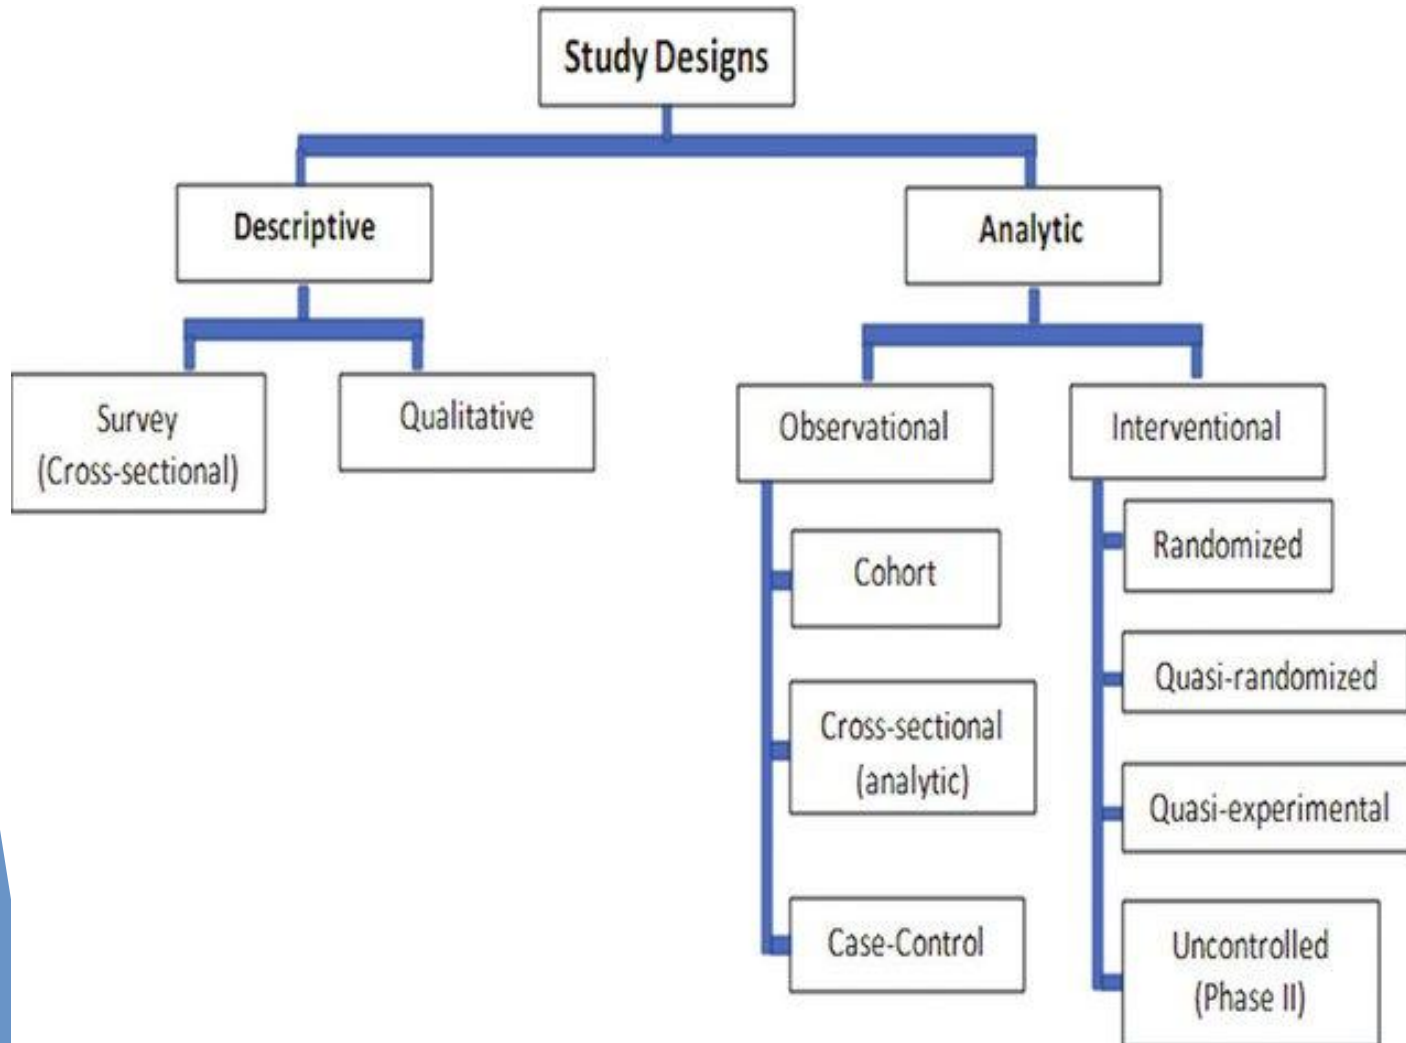 Study Designs
Descriptive
Analytic
Survey
(Cross-sectional)
Qualitative
Observational
Interventional
Cohort
Cross-sectional
(analytic)
Case-Control
Randomized
Quasi-randomized
Quasi-experimental
Uncontrolled
(Phase II)